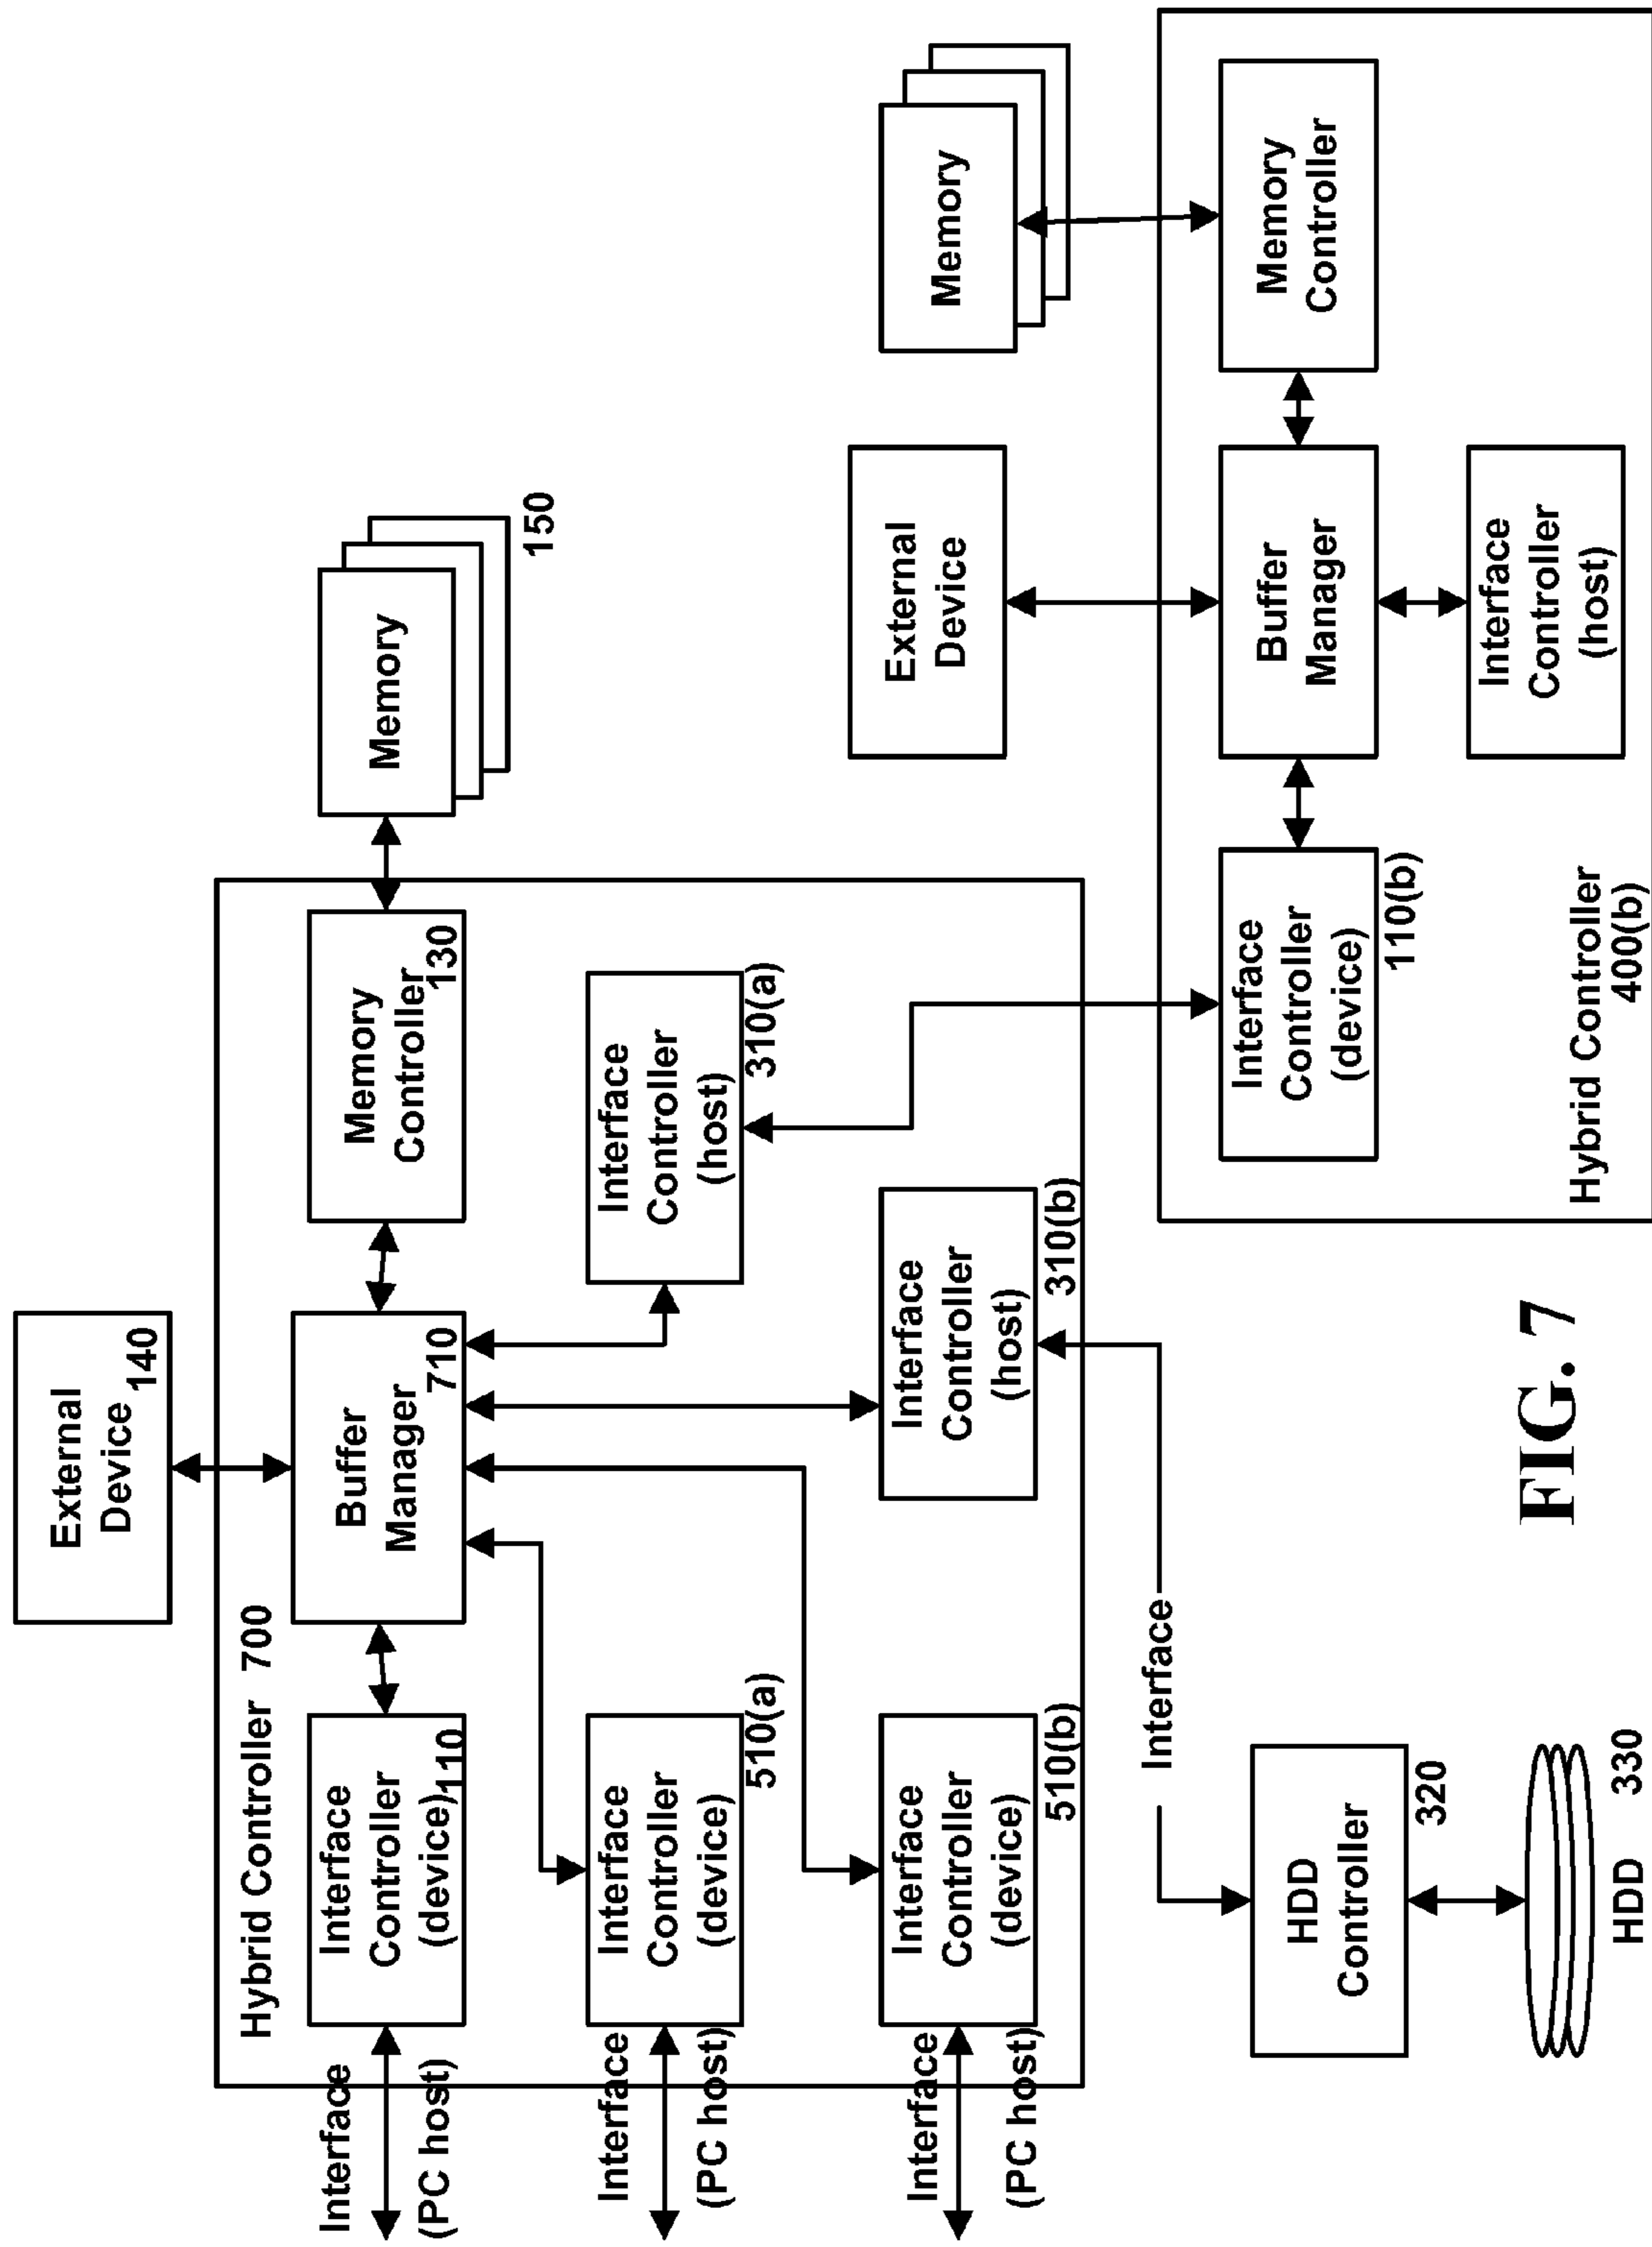 External
Device
140
Hybrid Controller 700
Interface
(PC host)
Interface
Controller
(device)
110
Buffer
Manager
710
Memory
Controller
130
Memory
150
Interface
(PC host)
Interface
Controller
(device)
510(a)
Interface
Controller
(host)
310(a)
Interface
(PC host)
Interface
Controller
(device)
510(b)
Interface
Controller
(host)
310(b)
Interface
HDD
Controller
320
HDD 330
External
Device
Memory
Interface
Controller
(device)
110(b)
Buffer
Manager
Memory
Controller
Interface
Controller
(host)
Hybrid Controller
400(b)
FIG. 7